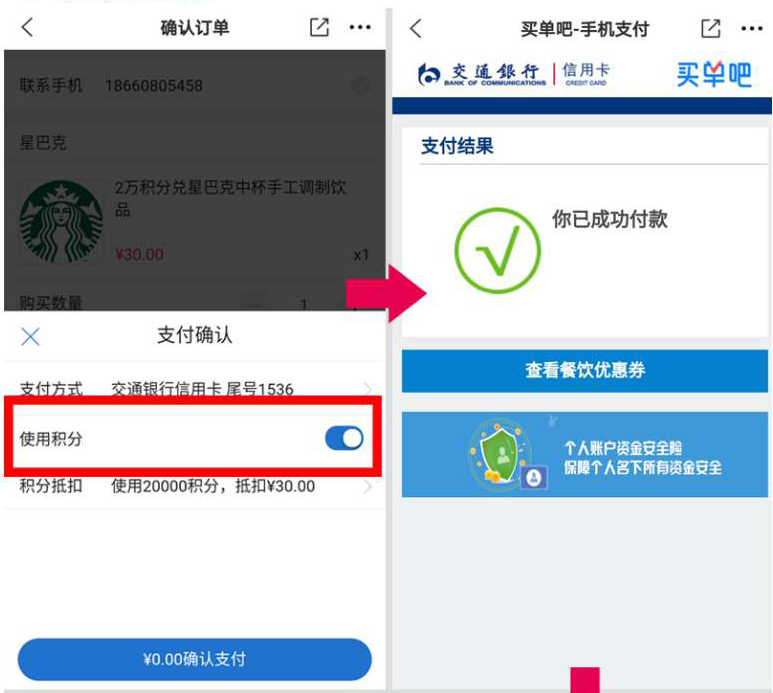 确认订单
联系手机 18660805458
星巴克
2万积分兑星巴克中杯手工调制饮
品
¥30.00 x1
购买数量 1
支付确认
支付方式 交通银行信用卡 尾号1536
使用积分
积分抵扣 使用20000积分，抵扣¥30.00
¥0.00确认支付
买单吧-手机支付
交通银行 信用卡 买单吧
BANK OF COMMUNICATIONS CREDIT CARD
支付结果
你已成功付款
查看餐饮优惠券
个人账户资金安全险
保障个人名下所有资金安全